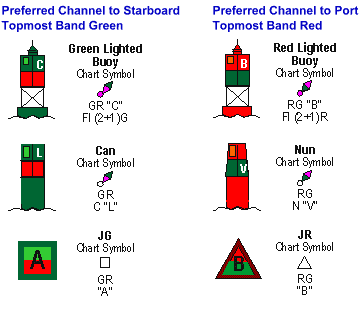 Preferred Channel to Starboard
Topmost Band Green
Green Lighted
Buoy
Chart Symbol
C
GR "C"
Fl (2+1)G
Can
Chart Symbol
L
GR
C "L"
JG
Chart Symbol
A
GR
"A"
Preferred Channel to Port
Topmost Band Red
Red Lighted
Buoy
Chart Symbol
B
RG "B"
Fl (2+1)R
Nun
Chart Symbol
V
RG
N "V"
JR
Chart Symbol
B
RG
"B"